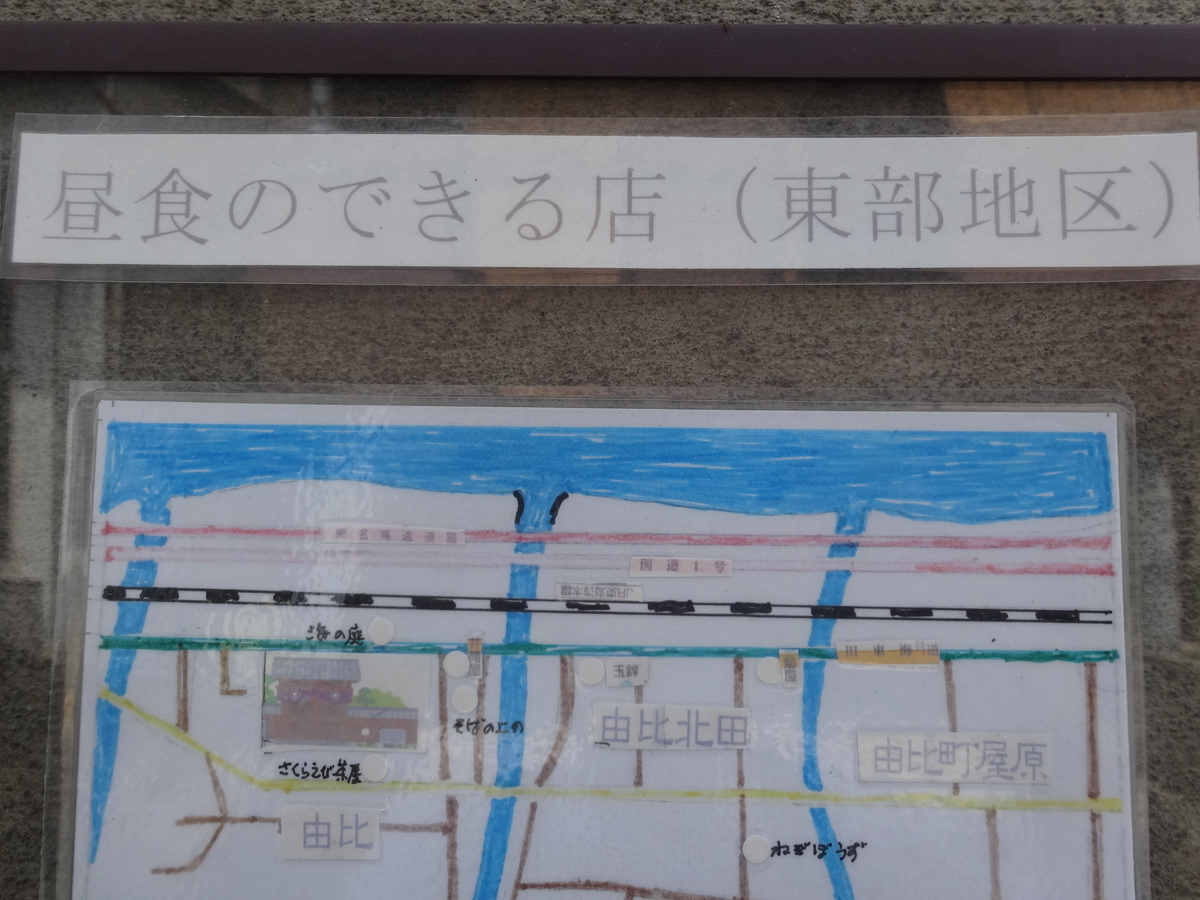 昼食のできる店（東部地区）
東名高速道路
国道1号
JR東海道本線
海の庭
旧東海道
玉鉾
そばの上の
由比北田
由比町屋原
さくらえび茶屋
由比
ねぎぼうず